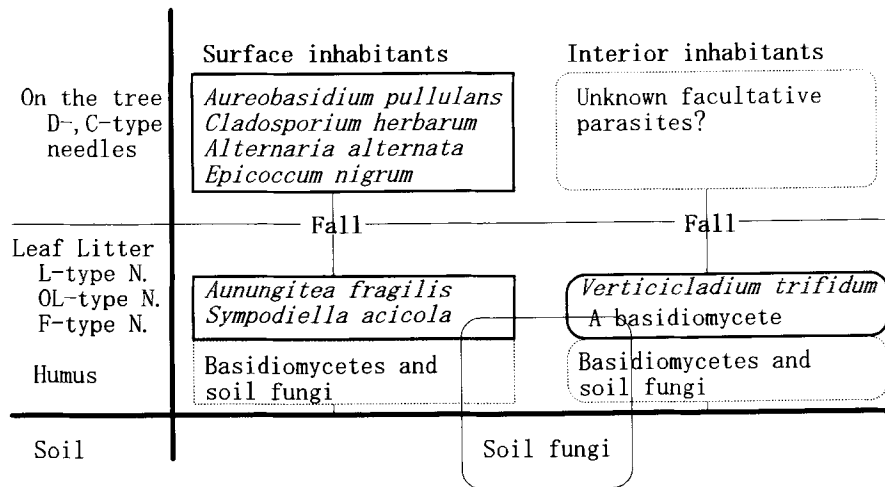 Surface inhabitants
Interior inhabitants
On the tree
D-,C-type
needles
Aureobasidium pullulans
Cladosporium herbarum
Alternaria alternata
Epicoccum nigrum
Unknown facultative
parasites?
Fall
Fall
Leaf Litter
L-type N.
OL-type N.
F-type N.
Aunungitea fragilis
Sympodiella acicola
Verticicladium trifidum
A basidiomycete
Humus
Basidiomycetes and
soil fungi
Basidiomycetes and
soil fungi
Soil
Soil fungi